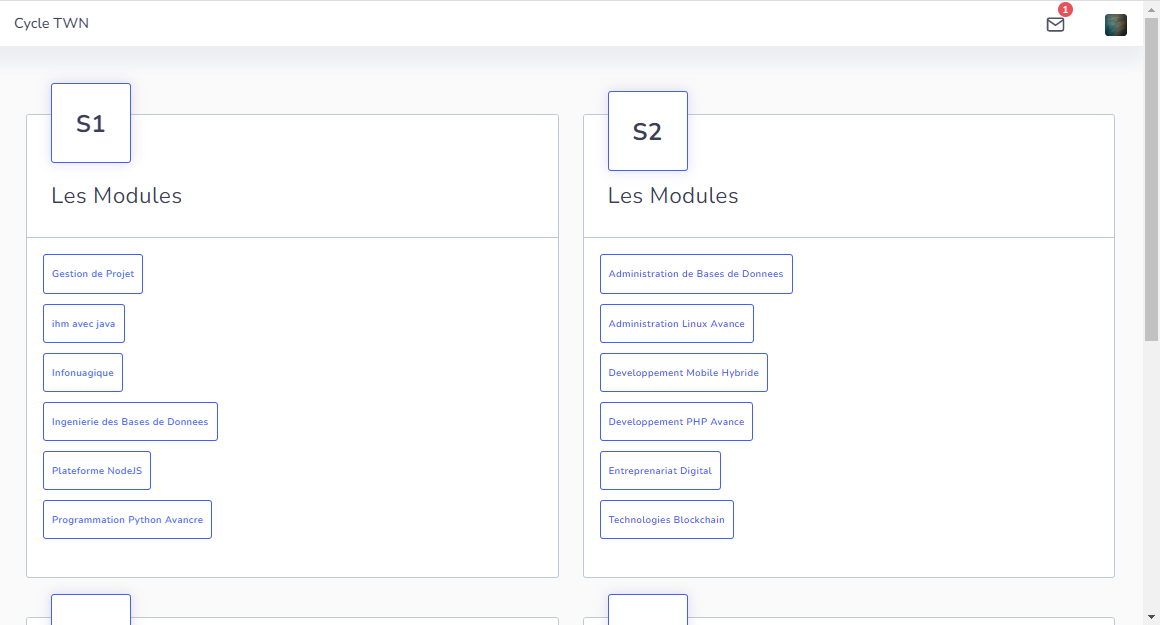 Cycle TWN
1
S1
Les Modules
Gestion de Projet
ihm avec java
Infonuagique
Ingenierie des Bases de Donnees
Plateforme NodeJS
Programmation Python Avancre
S2
Les Modules
Administration de Bases de Donnees
Administration Linux Avance
Developpement Mobile Hybride
Developpement PHP Avance
Entreprenariat Digital
Technologies Blockchain